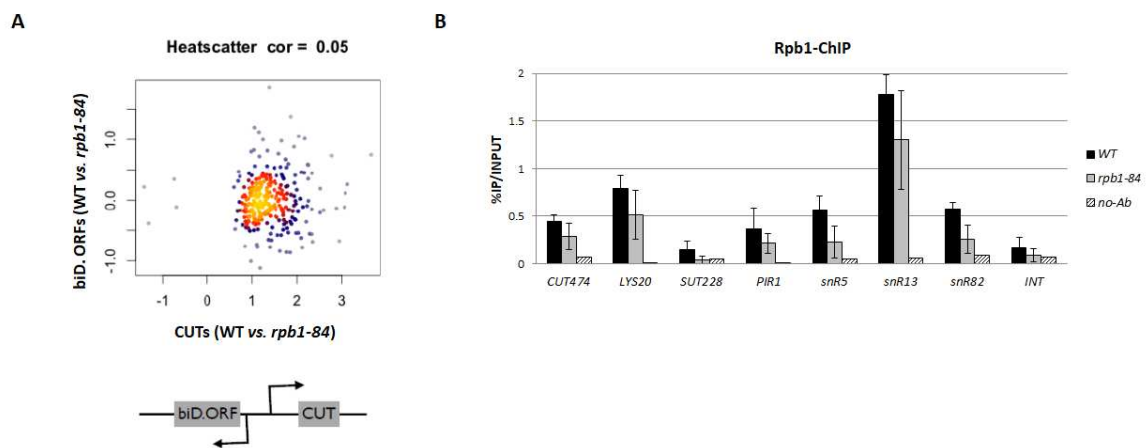 A
Heatscatter cor = 0.05
biD. ORFs (WT vs. rpb1-84)
1.0
0.0
-1.0
-1 0 1 2 3
CUTs (WT vs. rpb1-84)
biD.ORF
CUT
B
Rpb1-ChIP
%IP/INPUT
2
1.5
1
0.5
0
CUT474 LYS20 SUT228 PIR1 snR5 snR13 snR82 INT
WT
rpb1-84
no-Ab